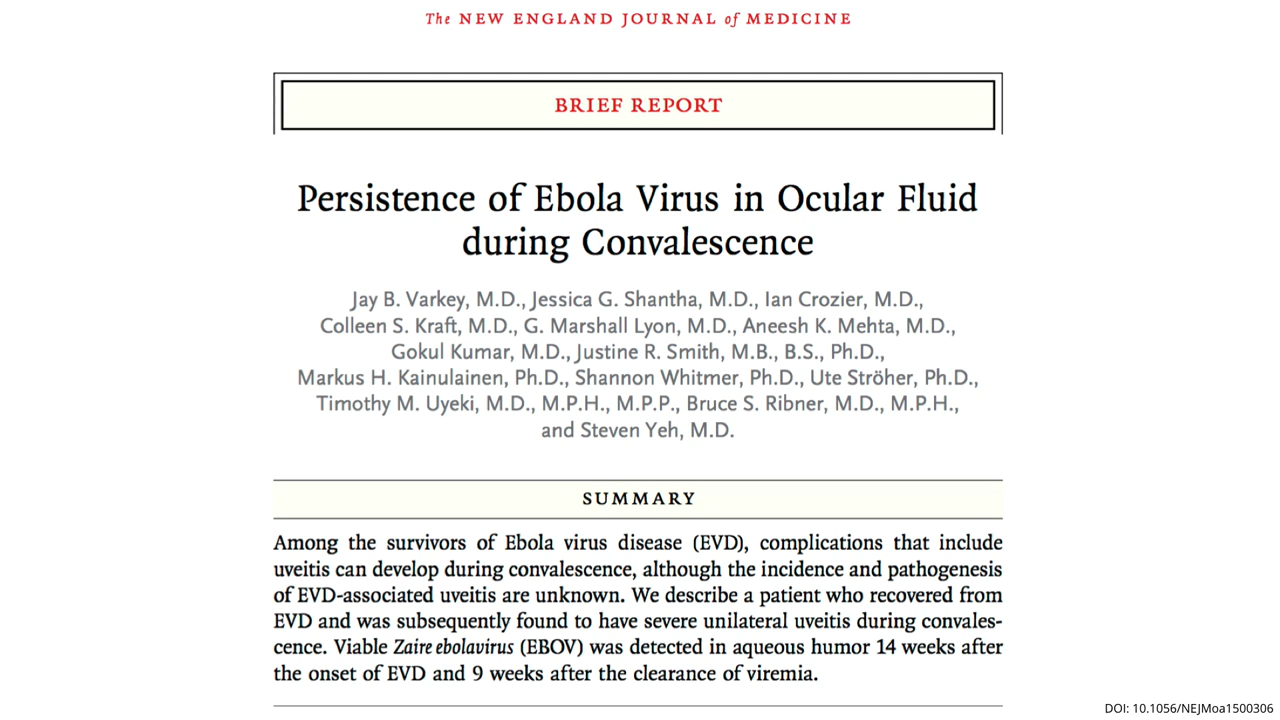 The NEW ENGLAND JOURNAL of MEDICINE
BRIEF REPORT
Persistence of Ebola Virus in Ocular Fluid
during Convalescence
Jay B. Varkey, M.D., Jessica G. Shantha, M.D., Ian Crozier, M.D.,
Colleen S. Kraft, M.D., G. Marshall Lyon, M.D., Aneesh K. Mehta, M.D.,
Gokul Kumar, M.D., Justine R. Smith, M.B., B.S., Ph.D.,
Markus H. Kainulainen, Ph.D., Shannon Whitmer, Ph.D., Ute Ströher, Ph.D.,
Timothy M. Uyeki, M.D., M.P.H., M.P.P., Bruce S. Ribner, M.D., M.P.H.,
and Steven Yeh, M.D.
SUMMARY
Among the survivors of Ebola virus disease (EVD), complications that include
uveitis can develop during convalescence, although the incidence and pathogenesis
of EVD-associated uveitis are unknown. We describe a patient who recovered from
EVD and was subsequently found to have severe unilateral uveitis during convales-
cence. Viable Zaire ebolavirus (EBOV) was detected in aqueous humor 14 weeks after
the onset of EVD and 9 weeks after the clearance of viremia.
DOI: 10.1056/NEJMoa1500306